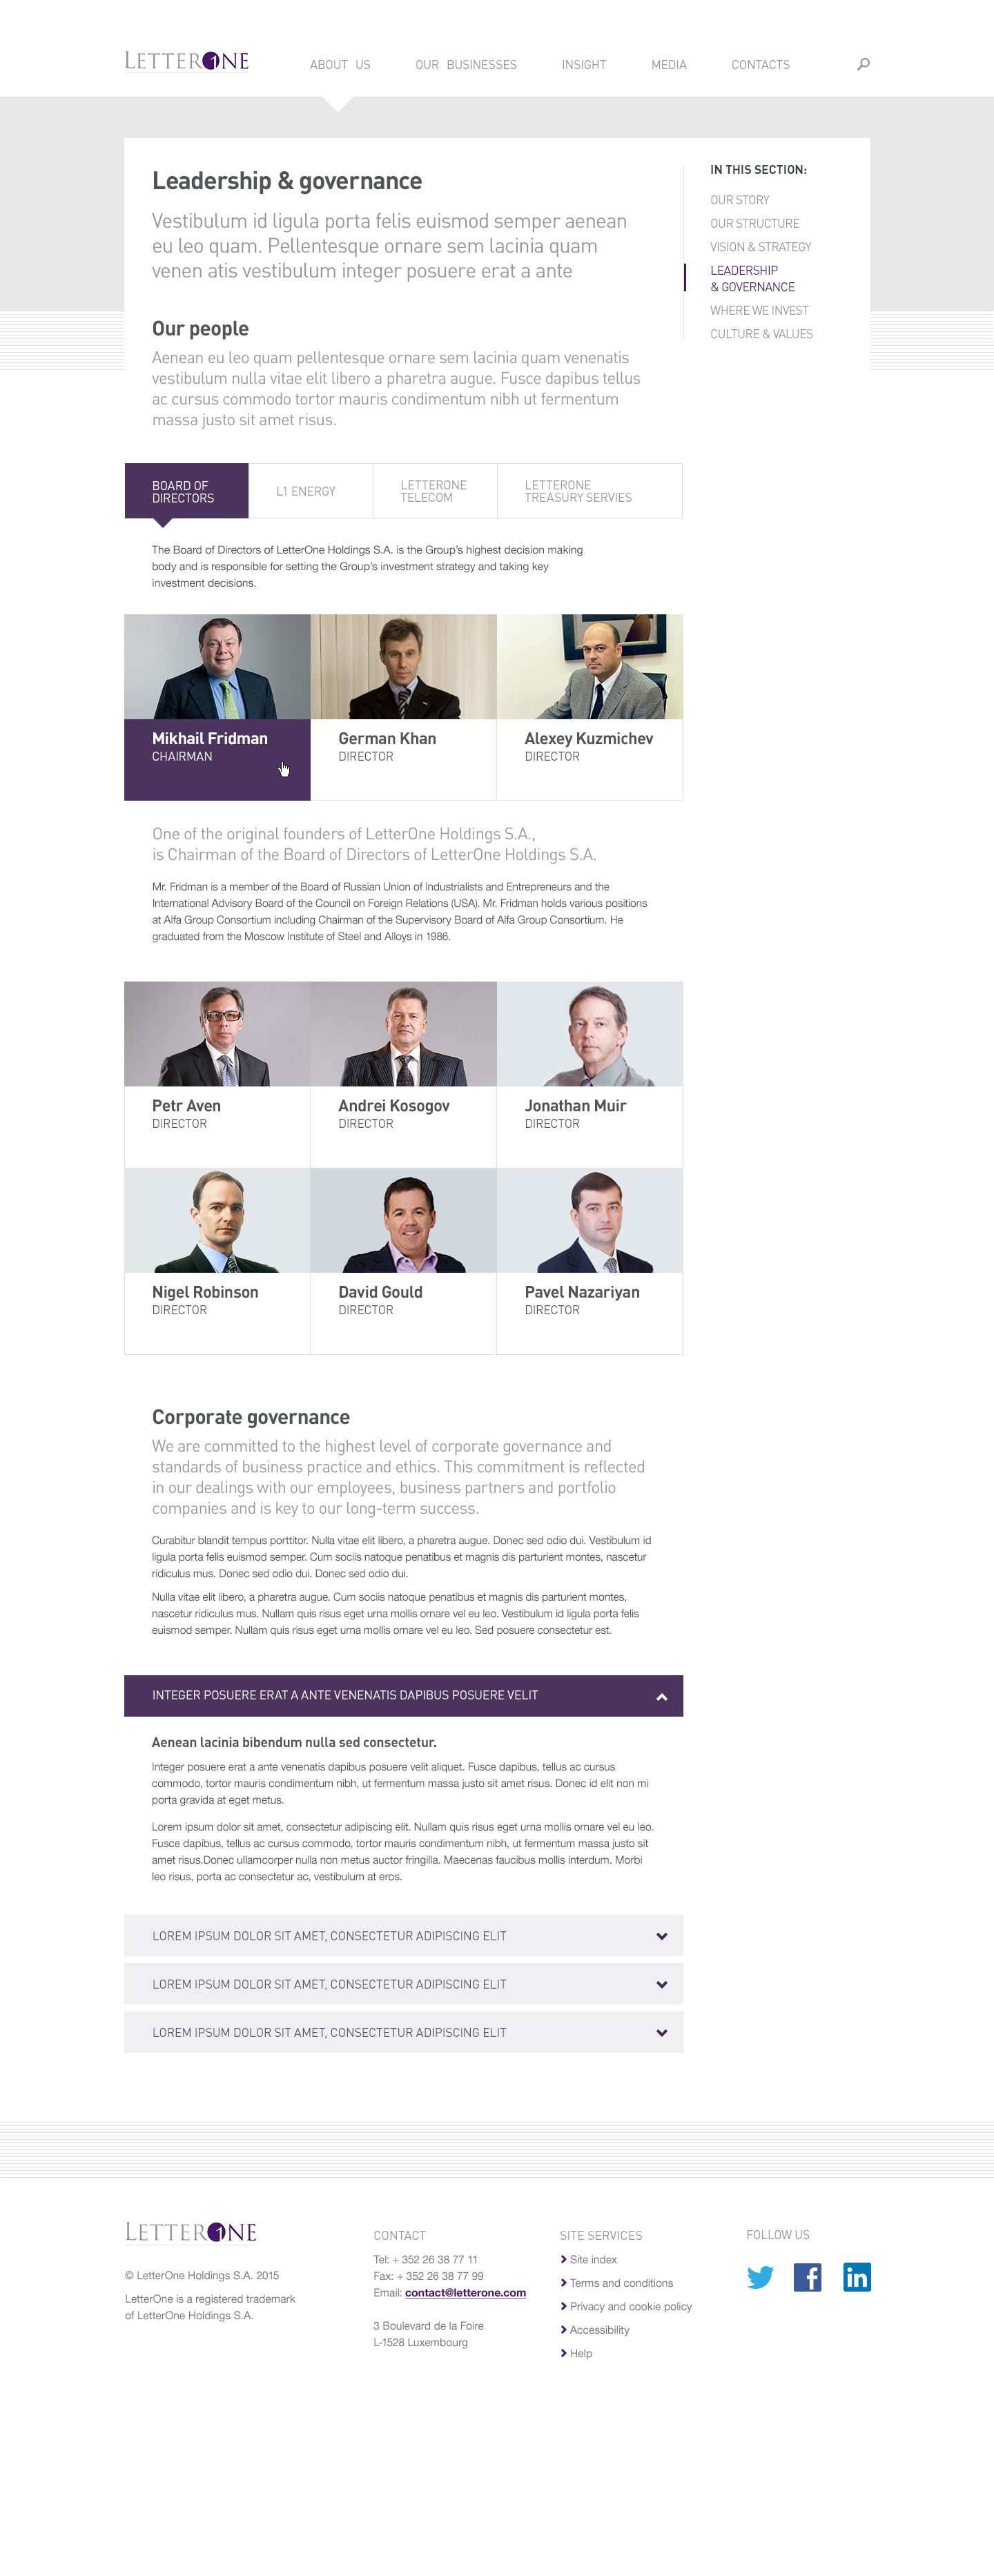 LETTERONE
ABOUT US
OUR BUSINESSES
INSIGHT
MEDIA
CONTACTS
Leadership & governance
Vestibulum id ligula porta felis euismod semper aenean
eu leo quam. Pellentesque ornare sem lacinia quam
venen atis vestibulum integer posuere erat a ante
IN THIS SECTION:
OUR STORY
OUR STRUCTURE
VISION & STRATEGY
LEADERSHIP
& GOVERNANCE
WHERE WE INVEST
CULTURE & VALUES
Our people
Aenean eu leo quam pellentesque ornare sem lacinia quam venenatis
vestibulum nulla vitae elit libero a pharetra augue. Fusce dapibus tellus
ac cursus commodo tortor mauris condimentum nibh ut fermentum
massa justo sit amet risus.
BOARD OF
DIRECTORS
L1 ENERGY
LETTERONE
TELECOM
LETTERONE
TREASURY SERVIES
The Board of Directors of LetterOne Holdings S.A. is the Group's highest decision making
body and is responsible for setting the Group's investment strategy and taking key
investment decisions.
Mikhail Fridman
CHAIRMAN
German Khan
DIRECTOR
Alexey Kuzmichev
DIRECTOR
One of the original founders of LetterOne Holdings S.A.,
is Chairman of the Board of Directors of LetterOne Holdings S.A.
Mr. Fridman is a member of the Board of Russian Union of Industrialists and Entrepreneurs and the
International Advisory Board of the Council on Foreign Relations (USA). Mr. Fridman holds various positions
at Alfa Group Consortium including Chairman of the Supervisory Board of Alfa Group Consortium. He
graduated from the Moscow Institute of Steel and Alloys in 1986.
Petr Aven
DIRECTOR
Andrei Kosogov
DIRECTOR
Jonathan Muir
DIRECTOR
Nigel Robinson
DIRECTOR
David Gould
DIRECTOR
Pavel Nazariyan
DIRECTOR
Corporate governance
We are committed to the highest level of corporate governance and
standards of business practice and ethics. This commitment is reflected
in our dealings with our employees, business partners and portfolio
companies and is key to our long-term success.
Curabitur blandit tempus porttitor. Nulla vitae elit libero, a pharetra augue. Donec sed odio dui. Vestibulum id
ligula porta felis euismod semper. Cum sociis natoque penatibus et magnis dis parturient montes, nascetur
ridiculus mus. Donec sed odio dui. Donec sed odio dui.
Nulla vitae elit libero, a pharetra augue. Cum sociis natoque penatibus et magnis dis parturient montes,
nascetur ridiculus mus. Nullam quis risus eget urna mollis ornare vel eu leo. Vestibulum id ligula porta felis
euismod semper. Nullam quis risus eget urna mollis ornare vel eu leo. Sed posuere consectetur est.
INTEGER POSUERE ERAT A ANTE VENENATIS DAPIBUS POSUERE VELIT
Aenean lacinia bibendum nulla sed consectetur.
Integer posuere erat a ante venenatis dapibus posuere velit aliquet. Fusce dapibus, tellus ac cursus
commodo, tortor mauris condimentum nibh, ut fermentum massa justo sit amet risus. Donec id elit non mi
porta gravida at eget metus.
Lorem ipsum dolor sit amet, consectetur adipiscing elit. Nullam quis risus eget urna mollis ornare vel eu leo.
Fusce dapibus, tellus ac cursus commodo, tortor mauris condimentum nibh, ut fermentum massa justo sit
amet risus.Donec ullamcorper nulla non metus auctor fringilla. Maecenas faucibus mollis interdum. Morbi
leo risus, porta ac consectetur ac, vestibulum at eros.
LOREM IPSUM DOLOR SIT AMET, CONSECTETUR ADIPISCING ELIT
LOREM IPSUM DOLOR SIT AMET, CONSECTETUR ADIPISCING ELIT
LOREM IPSUM DOLOR SIT AMET, CONSECTETUR ADIPISCING ELIT
LETTERONE
© LetterOne Holdings S.A. 2015
LetterOne is a registered trademark
of LetterOne Holdings S.A.
CONTACT
Tel: + 352 26 38 77 11
Fax: + 352 26 38 77 99
Email: contact@letterone.com
3 Boulevard de la Foire
L-1528 Luxembourg
SITE SERVICES
Site index
Terms and conditions
Privacy and cookie policy
Accessibility
Help
FOLLOW US
f
in